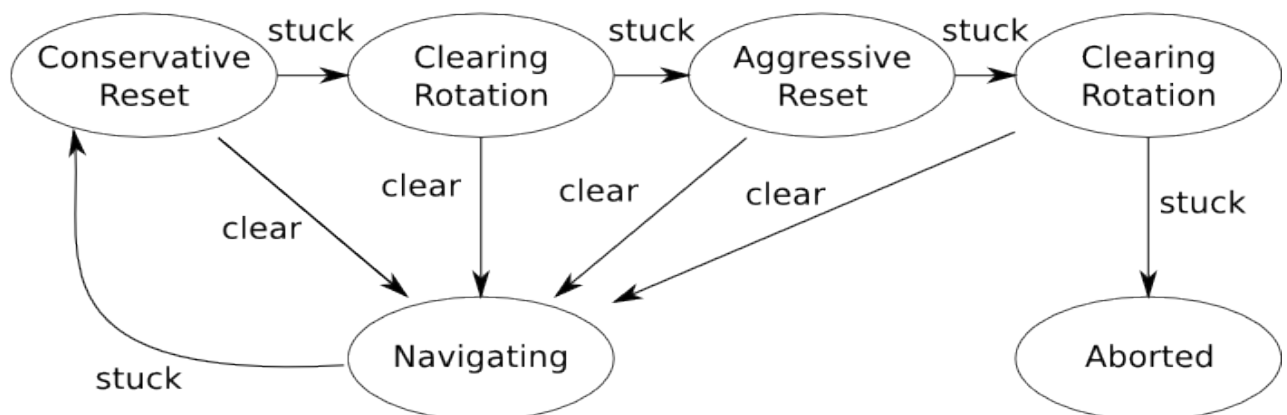 stuck
stuck
stuck
Conservative
Reset
Clearing
Rotation
Aggressive
Reset
Clearing
Rotation
clear
clear
clear
clear
stuck
Navigating
Aborted
stuck